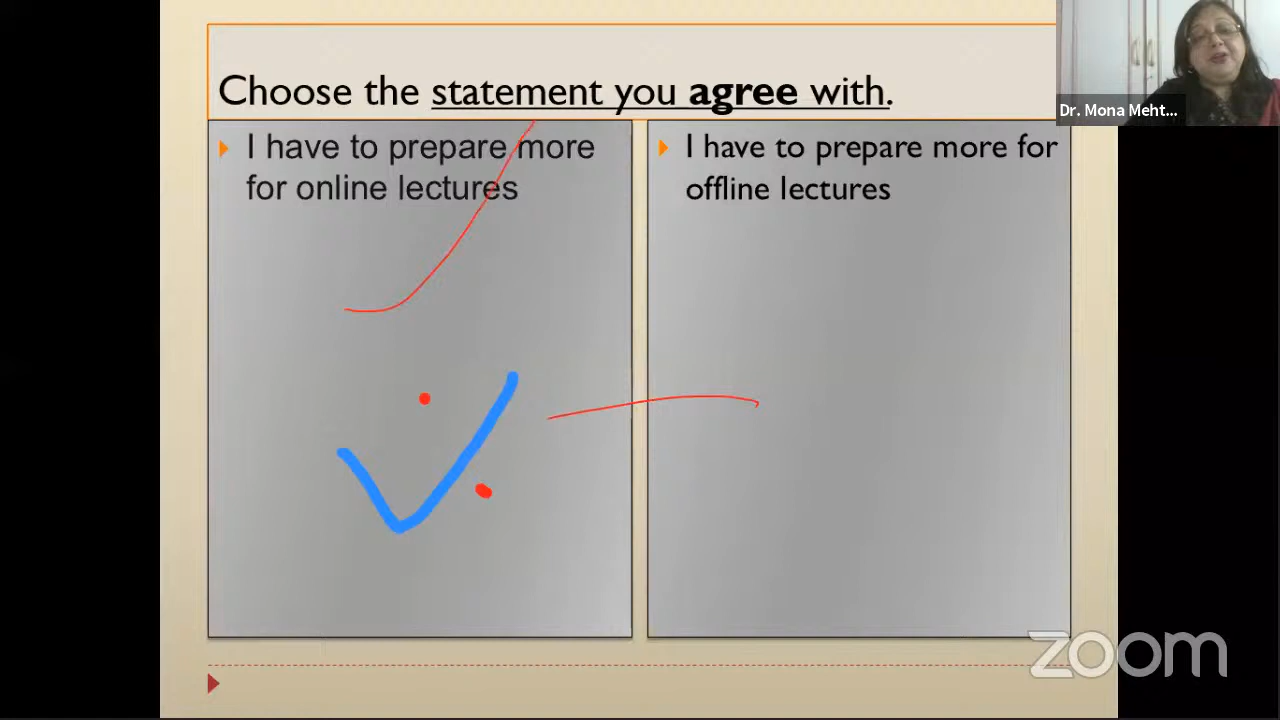 Choose the statement you agree with.
I have to prepare more
for online lectures
I have to prepare more for
offline lectures
Dr. Mona Meht...
zoom